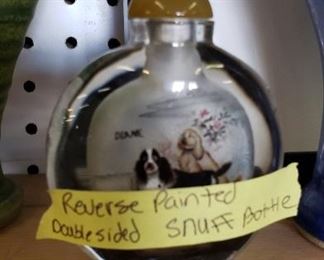 DIANE
Reverse Painted
Doublesided Snuff Bottle